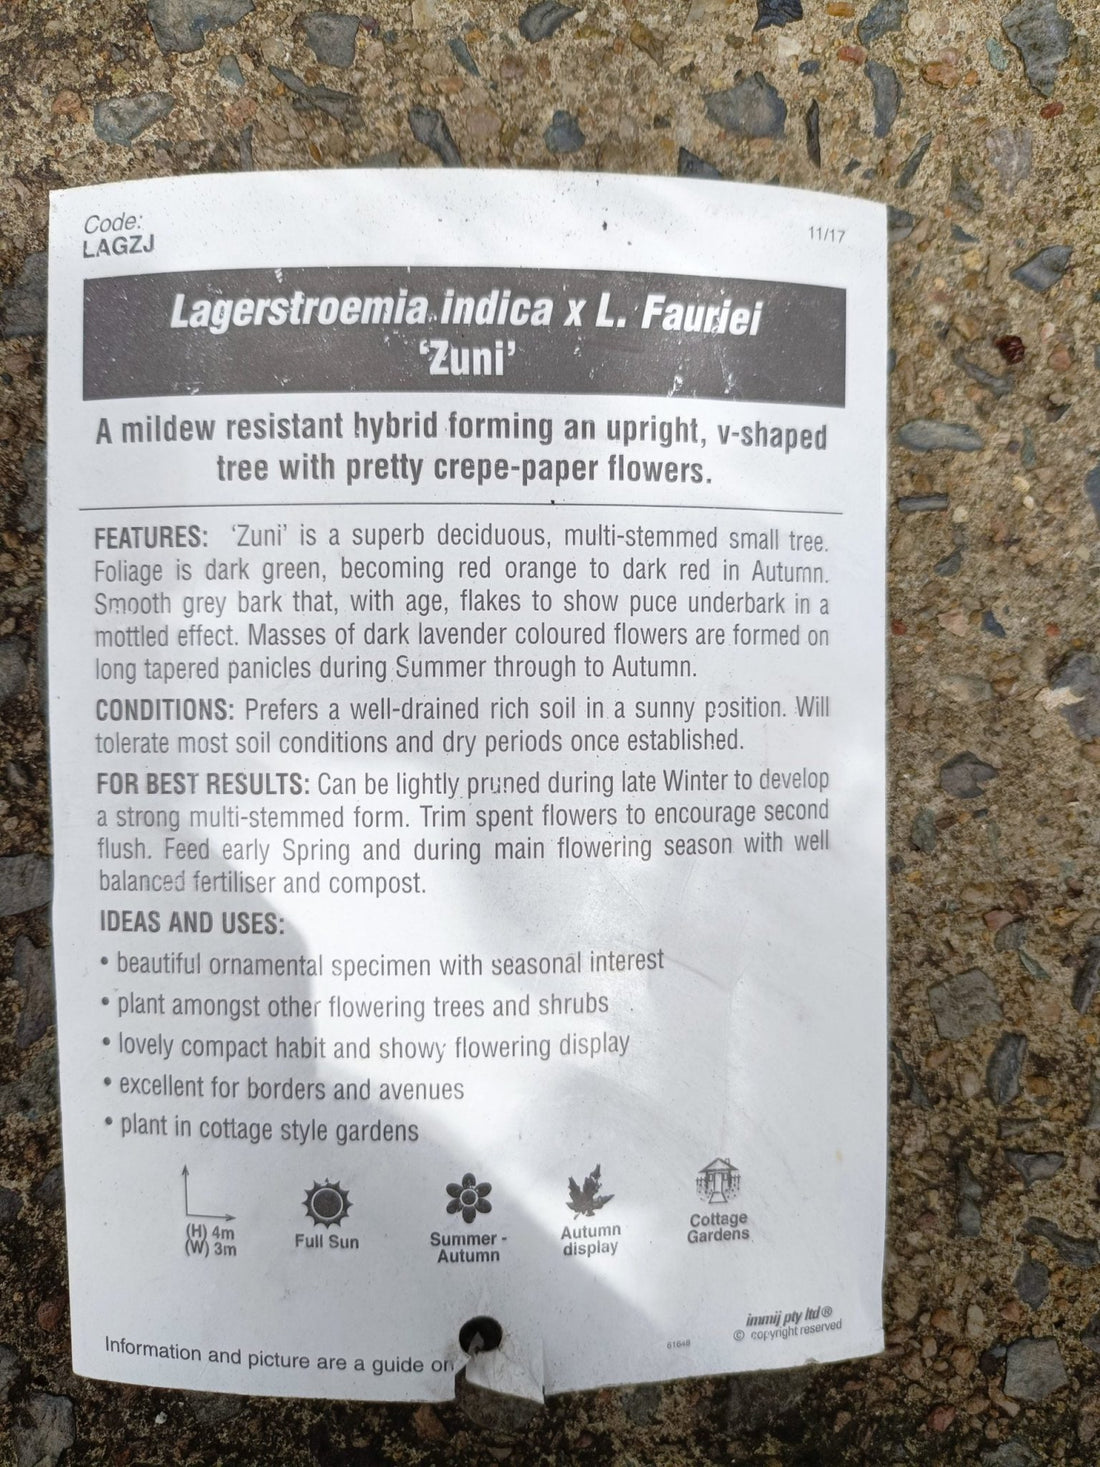 Code:
LAGZJ
11/17
Lagerstroemia indica x L. Fauriei
‘Zuni’
A mildew resistant hybrid forming an upright, v-shaped
tree with pretty crepe-paper flowers.
FEATURES: ‘Zuni’ is a superb deciduous, multi-stemmed small tree.
Foliage is dark green, becoming red orange to dark red in Autumn.
Smooth grey bark that, with age, flakes to show puce underbark in a
mottled effect. Masses of dark lavender coloured flowers are formed on
long tapered panicles during Summer through to Autumn.
CONDITIONS: Prefers a well-drained rich soil in a sunny position. Will
tolerate most soil conditions and dry periods once established.
FOR BEST RESULTS: Can be lightly pruned during late Winter to develop
a strong multi-stemmed form. Trim spent flowers to encourage second
flush. Feed early Spring and during main flowering season with well
balanced fertiliser and compost.
IDEAS AND USES:
• beautiful ornamental specimen with seasonal interest
• plant amongst other flowering trees and shrubs
• lovely compact habit and showy flowering display
• excellent for borders and avenues
• plant in cottage style gardens
(H) 4m
(W) 3m
Full Sun
Summer -
Autumn
Autumn
display
Cottage
Gardens
immij pty ltd®
© copyright reserved
61648
Information and picture are a guide on